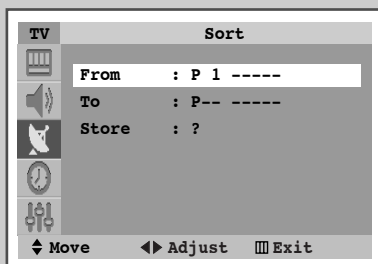 TV Sort
From : P 1 -----
To : P-- -----
Store : ?
Move Adjust Exit